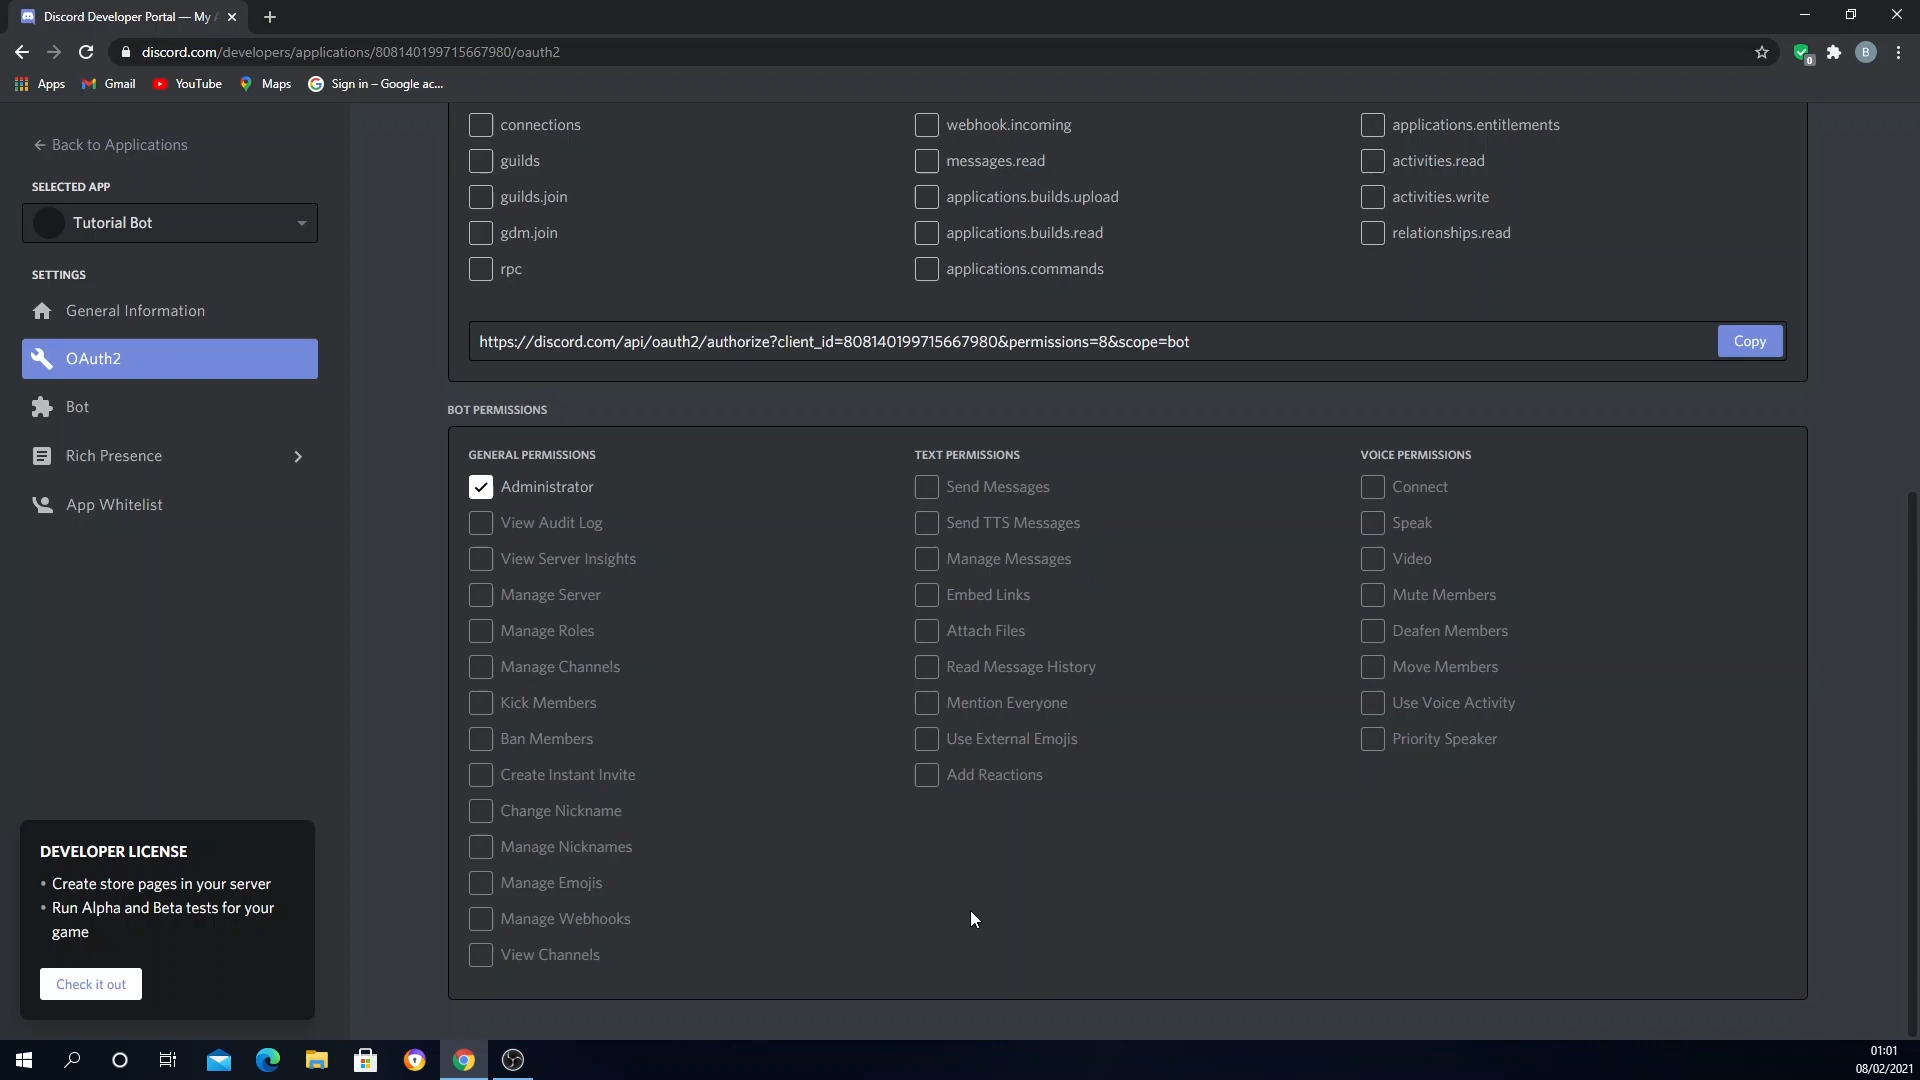 Discord Developer Portal — My A
discord.com/developers/applications/808140199715667980/oauth2
B
0
Apps
Gmail
YouTube
Maps
Sign in – Google ac...
← Back to Applications
SELECTED APP
Tutorial Bot
SETTINGS
General Information
OAuth2
Bot
Rich Presence
App Whitelist
DEVELOPER LICENSE
• Create store pages in your server
• Run Alpha and Beta tests for your
game
Check it out
connections
guilds
guilds.join
gdm.join
rpc
webhook.incoming
messages.read
applications.builds.upload
applications.builds.read
applications.commands
applications.entitlements
activities.read
activities.write
relationships.read
https://discord.com/api/oauth2/authorize?client_id=808140199715667980&permissions=8&scope=bot
Copy
BOT PERMISSIONS
GENERAL PERMISSIONS
Administrator
View Audit Log
View Server Insights
Manage Server
Manage Roles
Manage Channels
Kick Members
Ban Members
Create Instant Invite
Change Nickname
Manage Nicknames
Manage Emojis
Manage Webhooks
View Channels
TEXT PERMISSIONS
Send Messages
Send TTS Messages
Manage Messages
Embed Links
Attach Files
Read Message History
Mention Everyone
Use External Emojis
Add Reactions
VOICE PERMISSIONS
Connect
Speak
Video
Mute Members
Deafen Members
Move Members
Use Voice Activity
Priority Speaker
01:01
08/02/2021